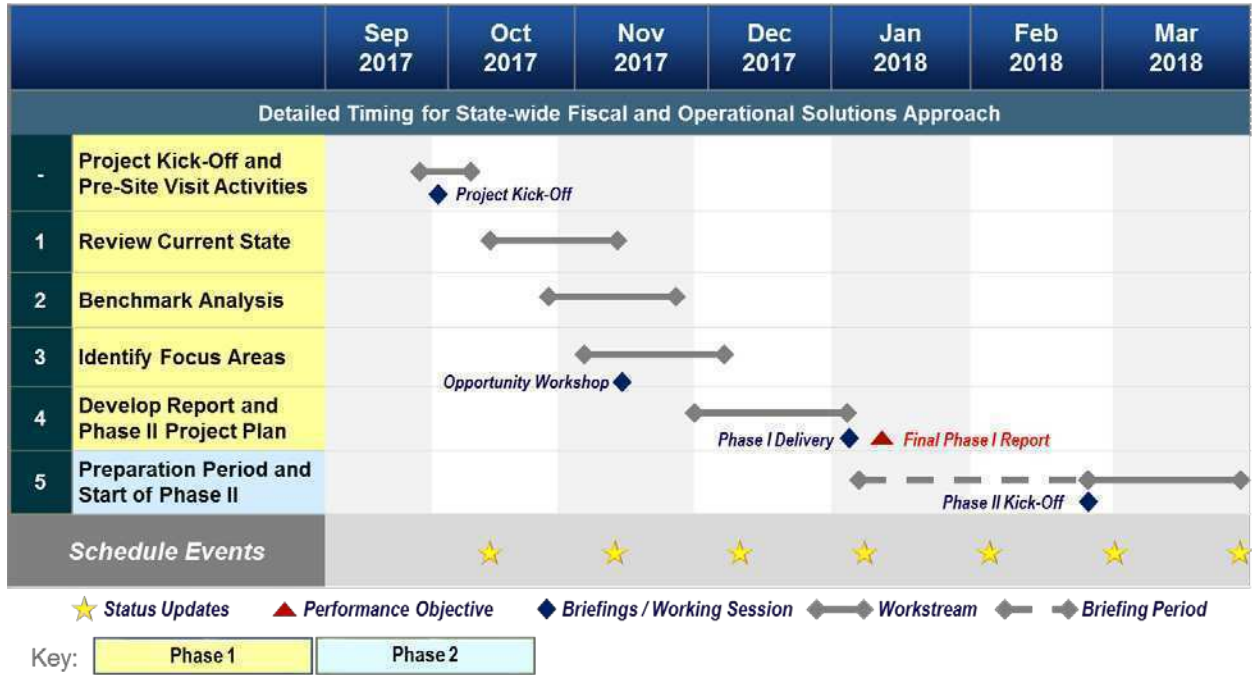 Sep 2017
Oct 2017
Nov 2017
Dec 2017
Jan 2018
Feb 2018
Mar 2018
Detailed Timing for State-wide Fiscal and Operational Solutions Approach
-
Project Kick-Off and
Pre-Site Visit Activities
Project Kick-Off
1
Review Current State
2
Benchmark Analysis
3
Identify Focus Areas
Opportunity Workshop
4
Develop Report and
Phase II Project Plan
Phase I Delivery
Final Phase I Report
5
Preparation Period and
Start of Phase II
Phase II Kick-Off
Schedule Events
Status Updates
Performance Objective
Briefings / Working Session
Workstream
Briefing Period
Key:
Phase 1
Phase 2